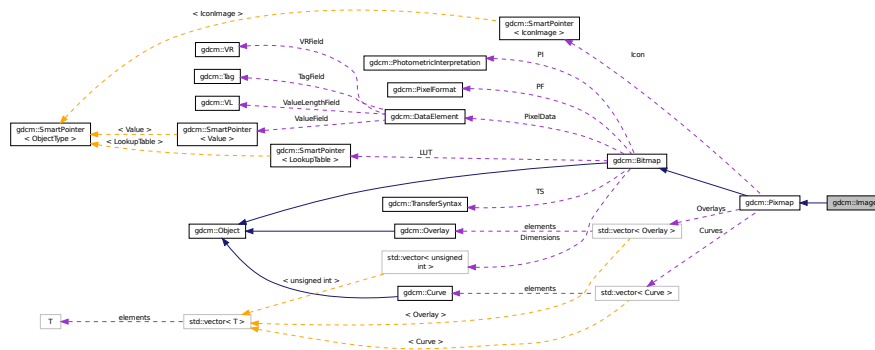 < IconImage >
gdcm::SmartPointer
< IconImage >
VRField
gdcm::VR
PI
Icon
gdcm::PhotometricInterpretation
gdcm::Tag
TagField
PF
gdcm::PixelFormat
gdcm::VL
ValueLengthField
gdcm::DataElement
PixelData
ValueField
gdcm::SmartPointer
< ObjectType >
< Value >
gdcm::SmartPointer
< Value >
< LookupTable >
gdcm::SmartPointer
< LookupTable >
LUT
gdcm::Bitmap
TS
gdcm::TransferSyntax
gdcm::Pixmap
gdcm::Image
Overlays
gdcm::Object
gdcm::Overlay
elements
Dimensions
std::vector< Overlay >
Curves
std::vector< unsigned
int >
< unsigned int >
gdcm::Curve
elements
std::vector< Curve >
T
elements
std::vector< T >
< Overlay >
< Curve >